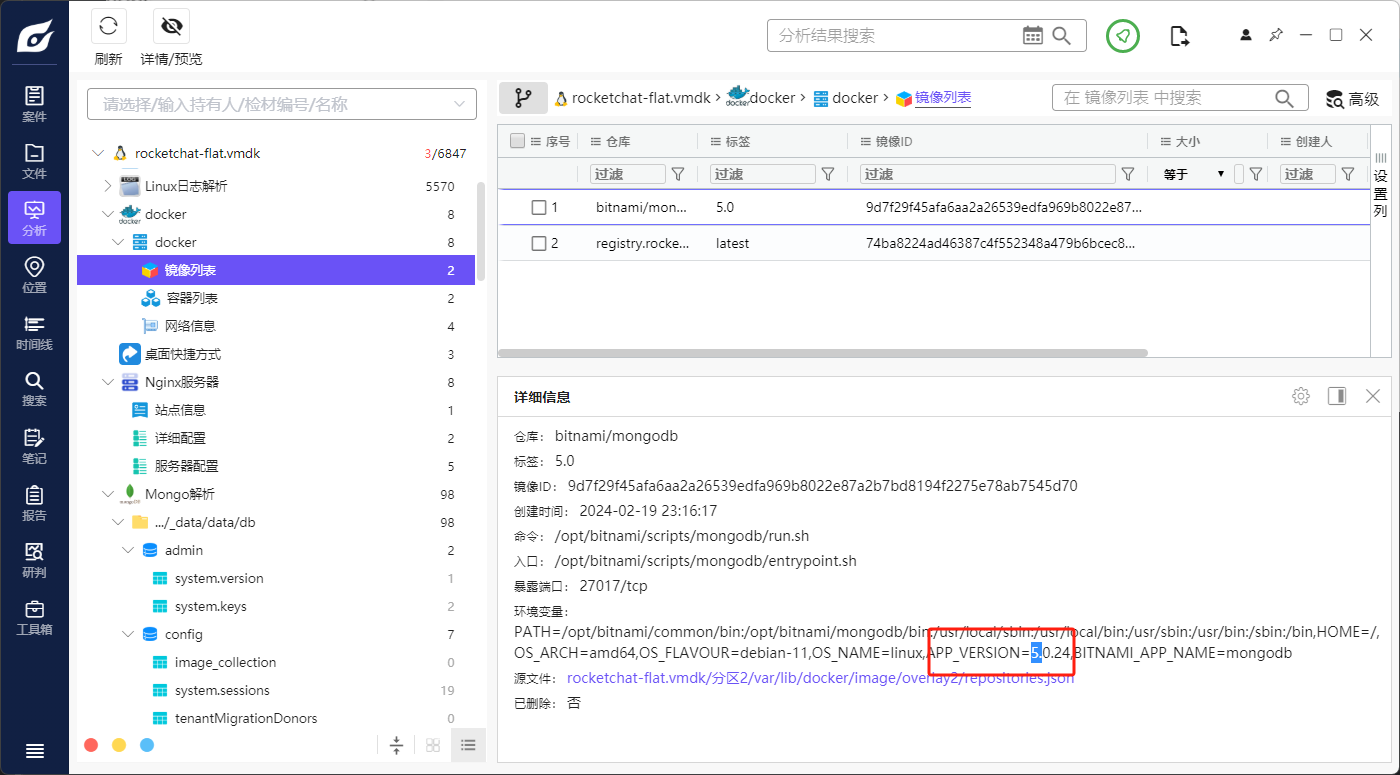 刷新
详情/预览
分析结果搜索
案件
文件
分析
位置
时间线
搜索
笔记
报告
研判
工具箱
请选择/输入持有人/检材编号/名称
rocketchat-flat.vmdk 3/6847
Linux日志解析 5570
docker 8
docker 8
镜像列表 2
容器列表 2
网络信息 4
桌面快捷方式 3
Nginx服务器 8
站点信息 1
详细配置 2
服务器配置 5
Mongo解析 98
.../_data/data/db 98
admin 2
system.version 1
system.keys 2
config 7
image_collection 0
system.sessions 19
tenantMigrationDonors 0
rocketchat-flat.vmdk > docker > docker > 镜像列表
在 镜像列表 中搜索
高级
序号 仓库 标签 镜像ID 大小 创建人
过滤 过滤 过滤 等于 过滤
设置列
1 bitnami/mon... 5.0 9d7f29f45afa6aa2a26539edfa969b8022e87...
2 registry.rocke... latest 74ba8224ad46387c4f552348a479b6bcec8...
详细信息
仓库: bitnami/mongodb
标签: 5.0
镜像ID: 9d7f29f45afa6aa2a26539edfa969b8022e87a2b7bd8194f2275e78ab7545d70
创建时间: 2024-02-19 23:16:17
命令: /opt/bitnami/scripts/mongodb/run.sh
入口: /opt/bitnami/scripts/mongodb/entrypoint.sh
暴露端口: 27017/tcp
环境变量:
PATH=/opt/bitnami/common/bin:/opt/bitnami/mongodb/bin:/usr/local/sbin:/usr/local/bin:/usr/sbin:/usr/bin:/sbin:/bin,HOME=/,
OS_ARCH=amd64,OS_FLAVOUR=debian-11,OS_NAME=linux,APP_VERSION=5.0.24,BITNAMI_APP_NAME=mongodb
源文件: rocketchat-flat.vmdk/分区2/var/lib/docker/image/overlay2/repositories.json
已删除: 否